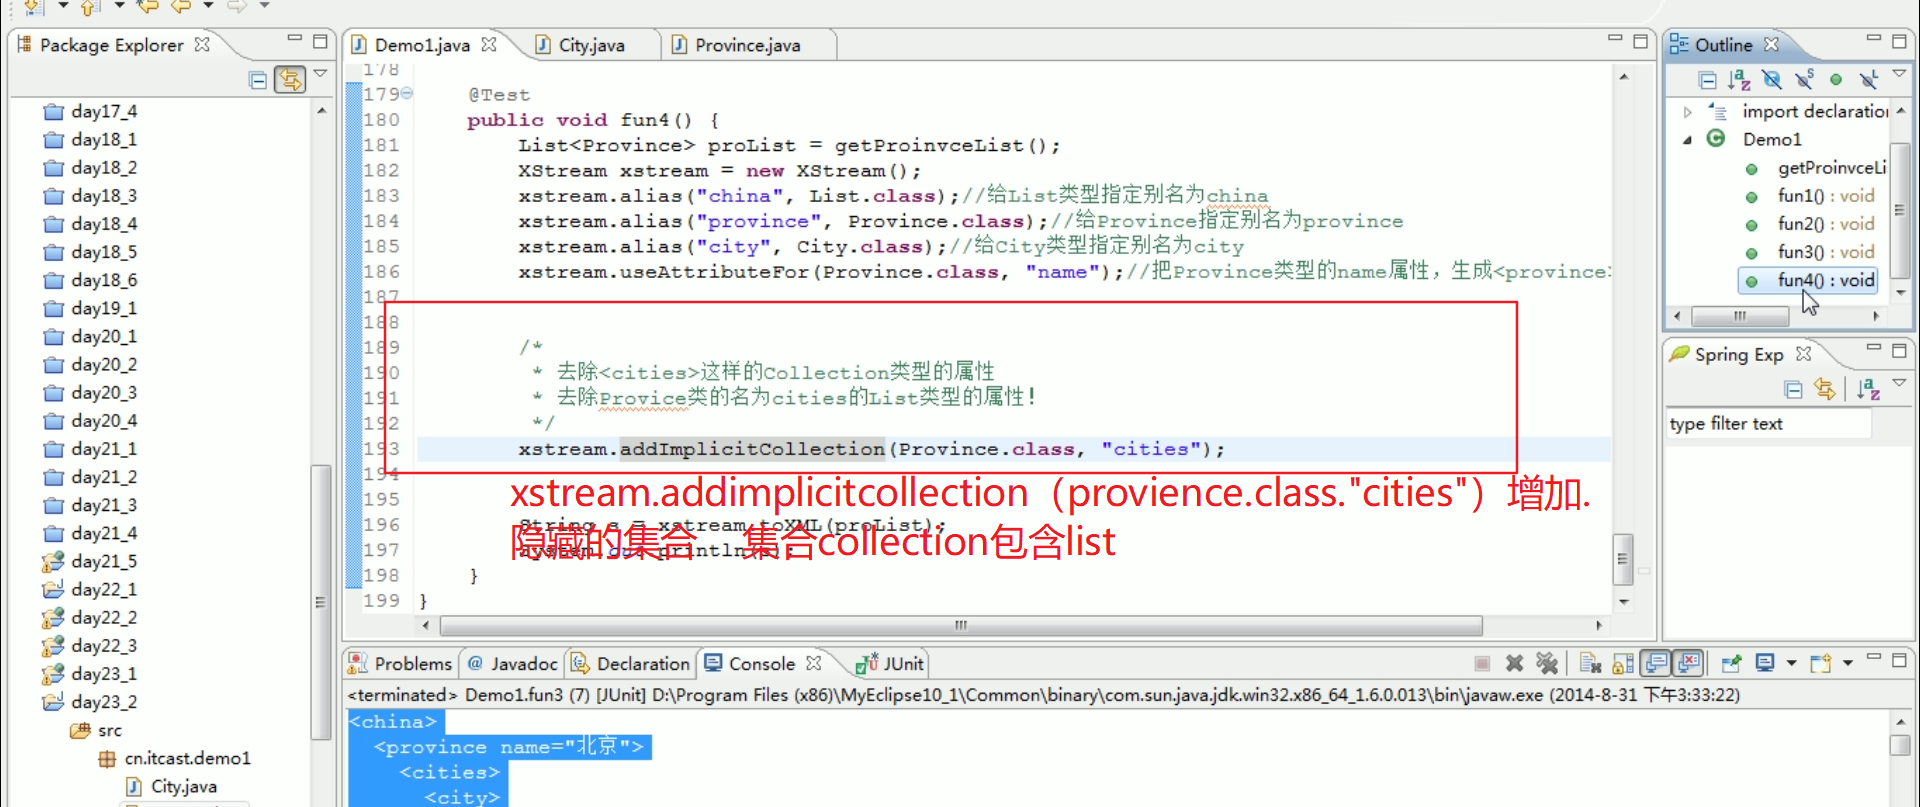 Package Explorer
Demo1.java
City.java
Province.java
Outline
day17_4
day18_1
day18_2
day18_3
day18_4
day18_5
day18_6
day19_1
day20_1
day20_2
day20_3
day20_4
day21_1
day21_2
day21_3
day21_4
day21_5
day22_1
day22_2
day22_3
day23_1
day23_2
src
cn.itcast.demo1
City.java
178
179 @Test
180 public void fun4() {
181 List<Province> proList = getProinvceList();
182 XStream xstream = new XStream();
183 xstream.alias("china", List.class);//给List类型指定别名为china
184 xstream.alias("province", Province.class);//给Province指定别名为province
185 xstream.alias("city", City.class);//给City类型指定别名为city
186 xstream.useAttributeFor(Province.class, "name");//把Province类型的name属性，生成<province>
187
188
189 /*
190 * 去除<cities>这样的Collection类型的属性
191 * 去除Provice类的名为cities的List类型的属性！
192 */
193 xstream.addImplicitCollection(Province.class, "cities");
194
195
196 String s = xstream.toXML(proList);
197 System.out.println(s);
198 }
199 }
xstream.addimplicitcollection（provience.class."cities"）增加.
隐藏的集合 集合collection包含list
import declaration
Demo1
getProinvceLi
fun1() : void
fun2() : void
fun3() : void
fun4() : void
Spring Exp
type filter text
Problems
@ Javadoc
Declaration
Console
JUnit
<terminated> Demo1.fun3 (7) [JUnit] D:\Program Files (x86)\MyEclipse10_1\Common\binary\com.sun.java.jdk.win32.x86_64_1.6.0.013\bin\javaw.exe (2014-8-31 下午3:33:22)
<china>
<province name="北京">
<cities>
<city>